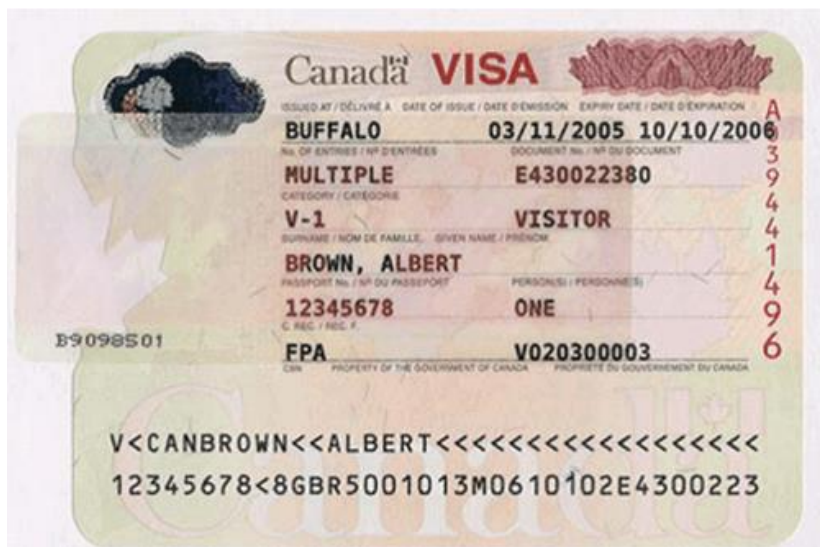 Canada VISA
ISSUED AT / DÉLIVRÉ À DATE OF ISSUE / DATE D'ÉMISSION EXPIRY DATE / DATE D'EXPIRATION
BUFFALO 03/11/2005 10/10/2006
No. OF ENTRIES / Nº D'ENTRÉES DOCUMENT No. / Nº DU DOCUMENT
MULTIPLE E430022380
CATEGORY / CATÉGORIE
V-1 VISITOR
SURNAME / NOM DE FAMILLE, GIVEN NAME / PRÉNOM
BROWN, ALBERT
PASSPORT No. / Nº DU PASSEPORT PERSON(S) / PERSONNE(S)
12345678 ONE
C. REC. / REC. F.
FPA V020300003
PROPERTY OF THE GOVERNMENT OF CANADA PROPRIÉTÉ DU GOUVERNEMENT DU CANADA
B9098501
V<CANBROWN<<ALBERT<<<<<<<<<<<<<<<<<<
12345678<8GBR5001013M0610102E4300223
Canada